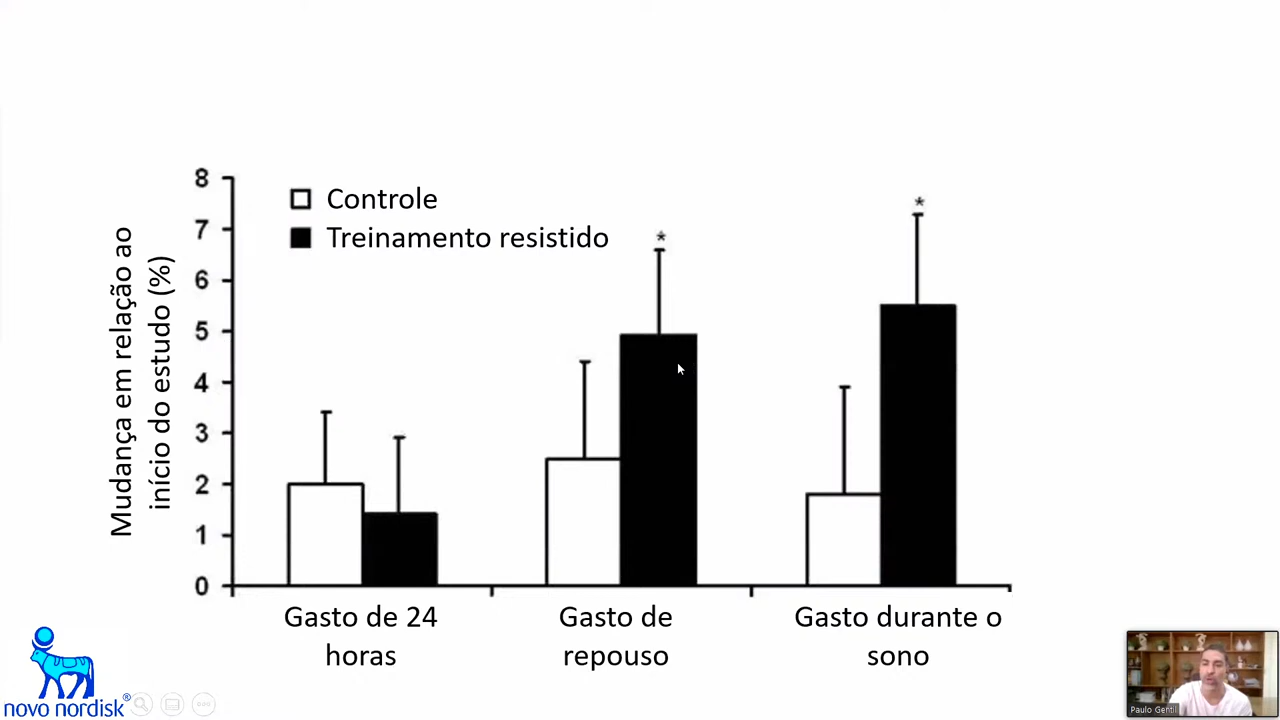 8
Controle
7
Treinamento resistido
*
*
6
5
4
3
2
1
0
Mudança em relação ao
início do estudo (%)
Gasto de 24
horas
Gasto de
repouso
Gasto durante o
sono
novo nordisk®
Paulo Gentil